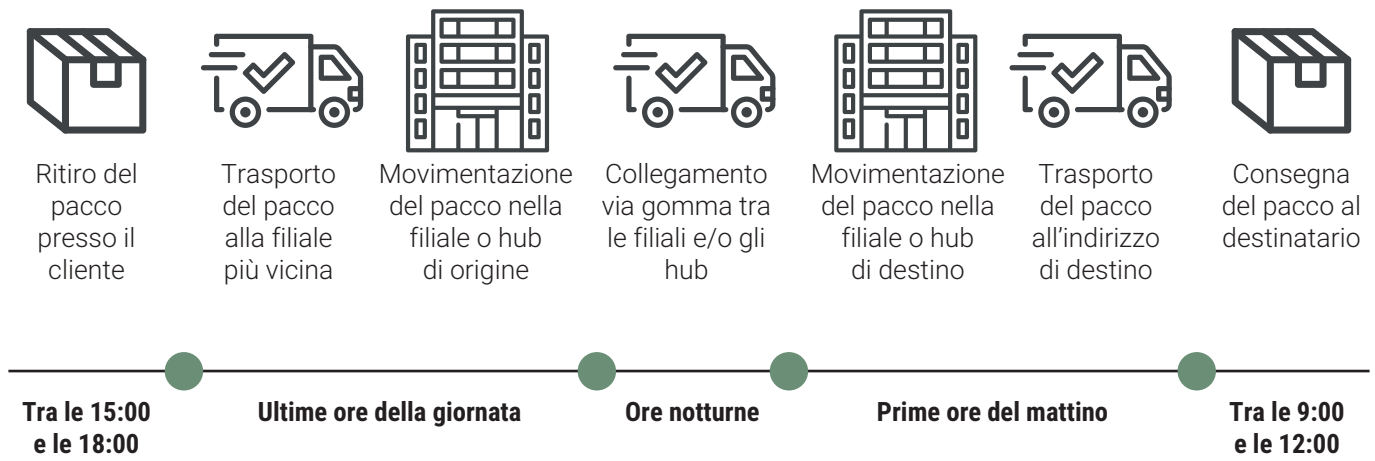 Ritiro del
pacco
presso il
cliente
Trasporto
del pacco
alla filiale
più vicina
Movimentazione
del pacco nella
filiale o hub
di origine
Collegamento
via gomma tra
le filiali e/o gli
hub
Movimentazione
del pacco nella
filiale o hub
di destino
Trasporto
del pacco
all'indirizzo
di destino
Consegna
del pacco al
destinatario
Tra le 15:00
e le 18:00
Ultime ore della giornata
Ore notturne
Prime ore del mattino
Tra le 9:00
e le 12:00